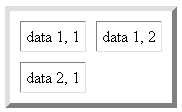 data 1, 1 data 1, 2
data 2, 1